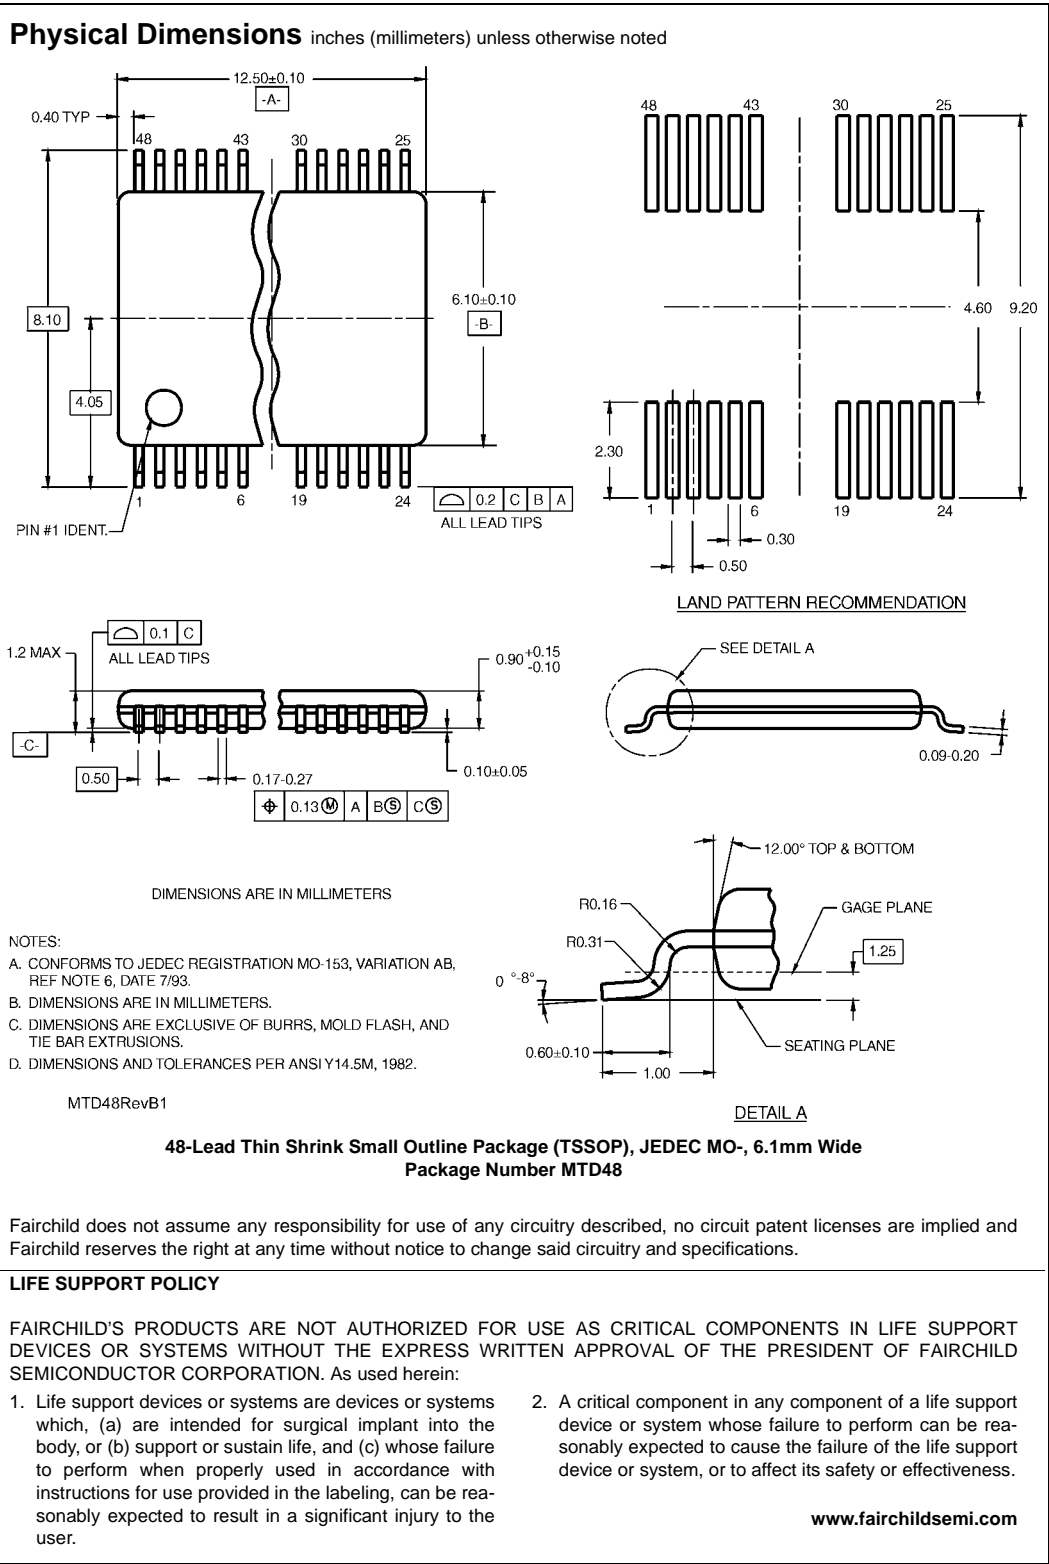 Physical Dimensions inches (millimeters) unless otherwise noted
12.50±0.10
-A-
0.40 TYP
48 43 30 25
8.10
4.05
6.10±0.10
-B-
1 6 19 24
PIN #1 IDENT.
⌓ 0.2 C B A
ALL LEAD TIPS
48 43 30 25
4.60 9.20
2.30
1 6 19 24
0.30
0.50
LAND PATTERN RECOMMENDATION
⌓ 0.1 C
ALL LEAD TIPS
1.2 MAX
0.90 +0.15 -0.10
-C-
0.50
0.17-0.27
0.10±0.05
⌖ 0.13Ⓜ A BⓈ CⓈ
SEE DETAIL A
0.09-0.20
12.00° TOP & BOTTOM
R0.16
R0.31
GAGE PLANE
1.25
0°-8°
0.60±0.10
1.00
SEATING PLANE
DETAIL A
DIMENSIONS ARE IN MILLIMETERS
NOTES:
A. CONFORMS TO JEDEC REGISTRATION MO-153, VARIATION AB,
REF NOTE 6, DATE 7/93.
B. DIMENSIONS ARE IN MILLIMETERS.
C. DIMENSIONS ARE EXCLUSIVE OF BURRS, MOLD FLASH, AND
TIE BAR EXTRUSIONS.
D. DIMENSIONS AND TOLERANCES PER ANSI Y14.5M, 1982.
MTD48RevB1
48-Lead Thin Shrink Small Outline Package (TSSOP), JEDEC MO-, 6.1mm Wide
Package Number MTD48
Fairchild does not assume any responsibility for use of any circuitry described, no circuit patent licenses are implied and
Fairchild reserves the right at any time without notice to change said circuitry and specifications.
LIFE SUPPORT POLICY
FAIRCHILD'S PRODUCTS ARE NOT AUTHORIZED FOR USE AS CRITICAL COMPONENTS IN LIFE SUPPORT
DEVICES OR SYSTEMS WITHOUT THE EXPRESS WRITTEN APPROVAL OF THE PRESIDENT OF FAIRCHILD
SEMICONDUCTOR CORPORATION. As used herein:
1. Life support devices or systems are devices or systems
which, (a) are intended for surgical implant into the
body, or (b) support or sustain life, and (c) whose failure
to perform when properly used in accordance with
instructions for use provided in the labeling, can be rea-
sonably expected to result in a significant injury to the
user.
2. A critical component in any component of a life support
device or system whose failure to perform can be rea-
sonably expected to cause the failure of the life support
device or system, or to affect its safety or effectiveness.
www.fairchildsemi.com